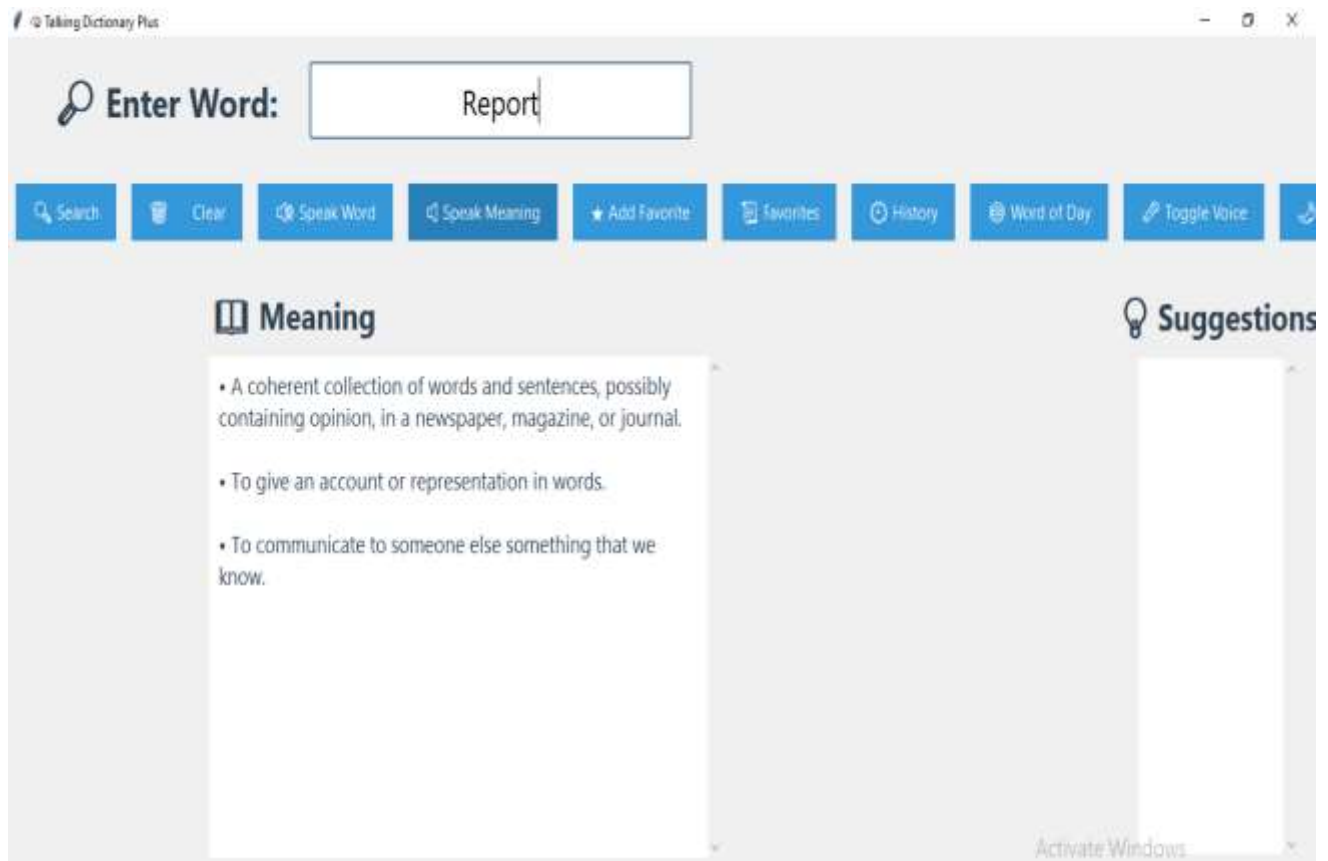 Talking Dictionary Plus
Enter Word:
Report
Search
Clear
Speak Word
Speak Meaning
Add Favorite
Favorites
History
Word of Day
Toggle Voice
Meaning
Suggestions
• A coherent collection of words and sentences, possibly
containing opinion, in a newspaper, magazine, or journal.
• To give an account or representation in words.
• To communicate to someone else something that we
know.
Activate Windows